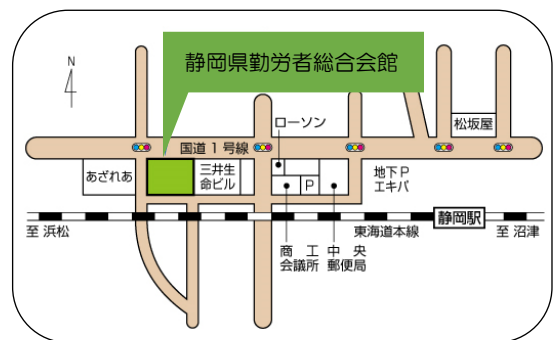 静岡県勤労者総合会館
N
ローソン
松坂屋
国道1号線
あざれあ
三井生
命ビル
P
地下P
エキパ
静岡駅
至 浜松
東海道本線
至 沼津
商工
会議所
中央
郵便局